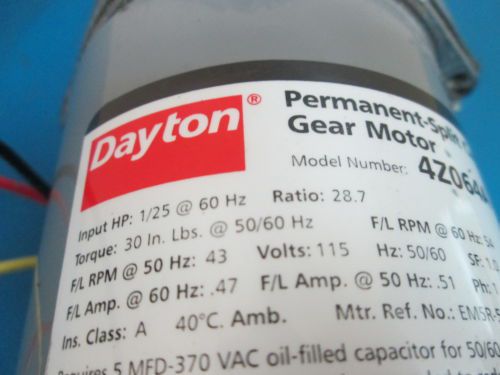 Dayton®
Permanent-Split
Gear Motor
Model Number: 4Z064
Input HP: 1/25 @ 60 Hz Ratio: 28.7
Torque: 30 In. Lbs. @ 50/60 Hz F/L RPM @ 60 Hz:
F/L RPM @ 50 Hz: 43 Volts: 115 Hz: 50/60 SF: 1.0
F/L Amp. @ 60 Hz: .47 F/L Amp. @ 50 Hz: .51 Ph: 1
Ins. Class: A 40°C. Amb. Mtr. Ref. No.:
Requires 5 MFD-370 VAC oil-filled capacitor for 50/60